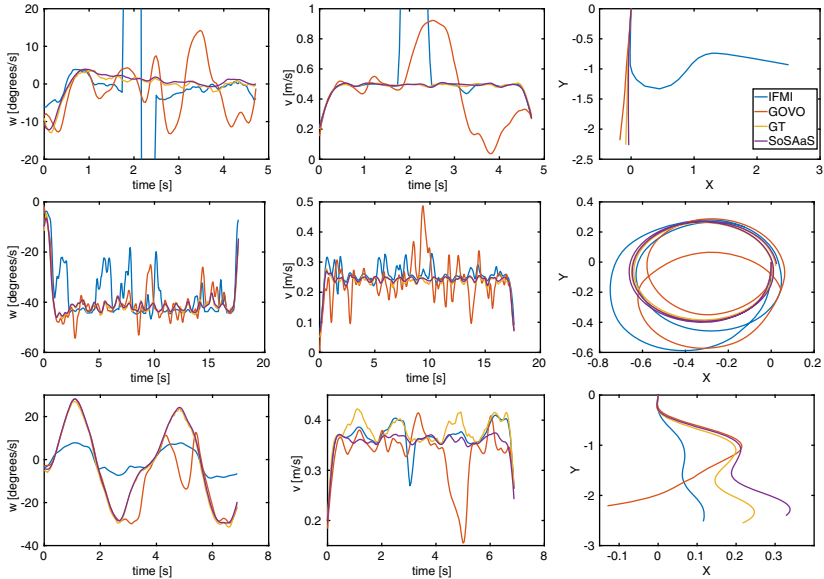 20
10
0
-10
-20
w [degrees/s]
0 1 2 3 4 5
time [s]
1
0.8
0.6
0.4
0.2
0
v [m/s]
0 1 2 3 4 5
time [s]
0
-0.5
-1
-1.5
-2
-2.5
Y
0 1 2 3
X
IFMI
GOVO
GT
SoSAaS
0
-20
-40
-60
w [degrees/s]
0 5 10 15 20
time [s]
0.5
0.4
0.3
0.2
0.1
0
v [m/s]
0 5 10 15 20
time [s]
0.4
0.2
0
-0.2
-0.4
-0.6
Y
-0.8 -0.6 -0.4 -0.2 0 0.2
X
20
0
-20
-40
w [degrees/s]
0 2 4 6 8
time [s]
0.4
0.3
0.2
v [m/s]
0 2 4 6 8
time [s]
0
-1
-2
-3
Y
-0.1 0 0.1 0.2 0.3
X